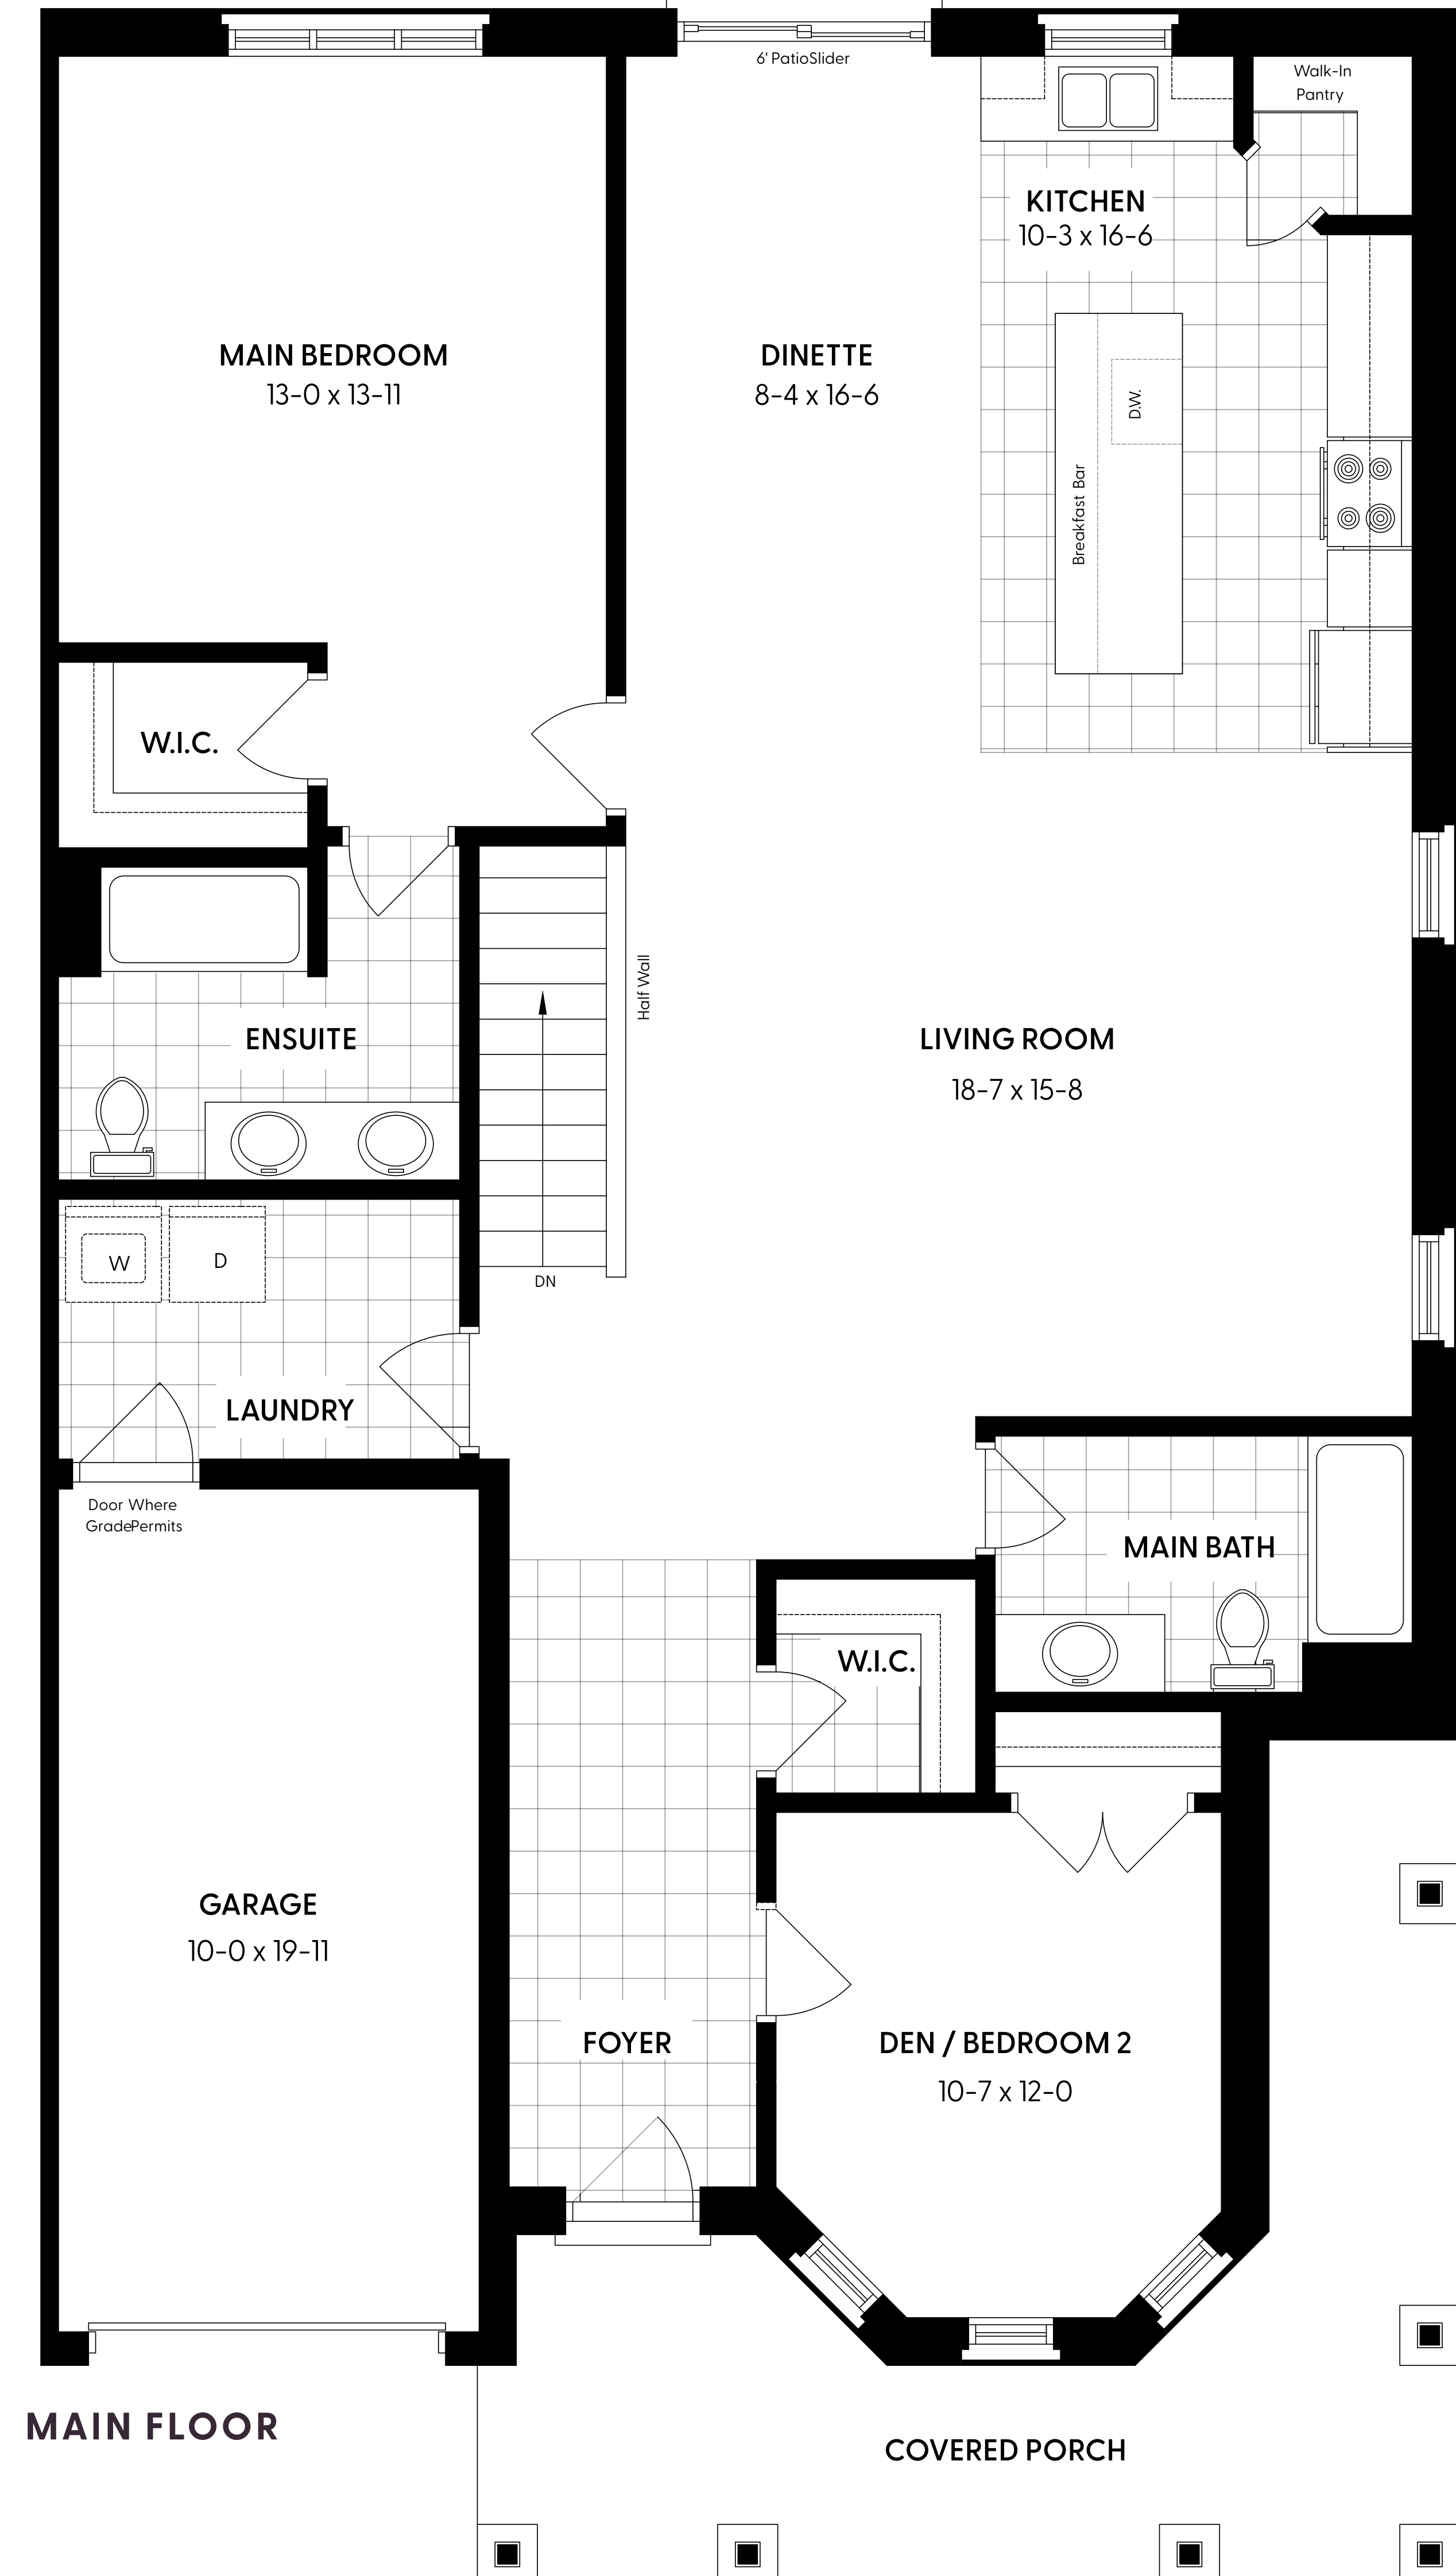 6' PatioSlider
Walk-In
Pantry
KITCHEN
10-3 x 16-6
MAIN BEDROOM
13-0 x 13-11
DINETTE
8-4 x 16-6
D.W.
Breakfast Bar
W.I.C.
Half Wall
ENSUITE
LIVING ROOM
18-7 x 15-8
W
D
DN
LAUNDRY
Door Where
GradePermits
MAIN BATH
W.I.C.
GARAGE
10-0 x 19-11
FOYER
DEN / BEDROOM 2
10-7 x 12-0
MAIN FLOOR
COVERED PORCH